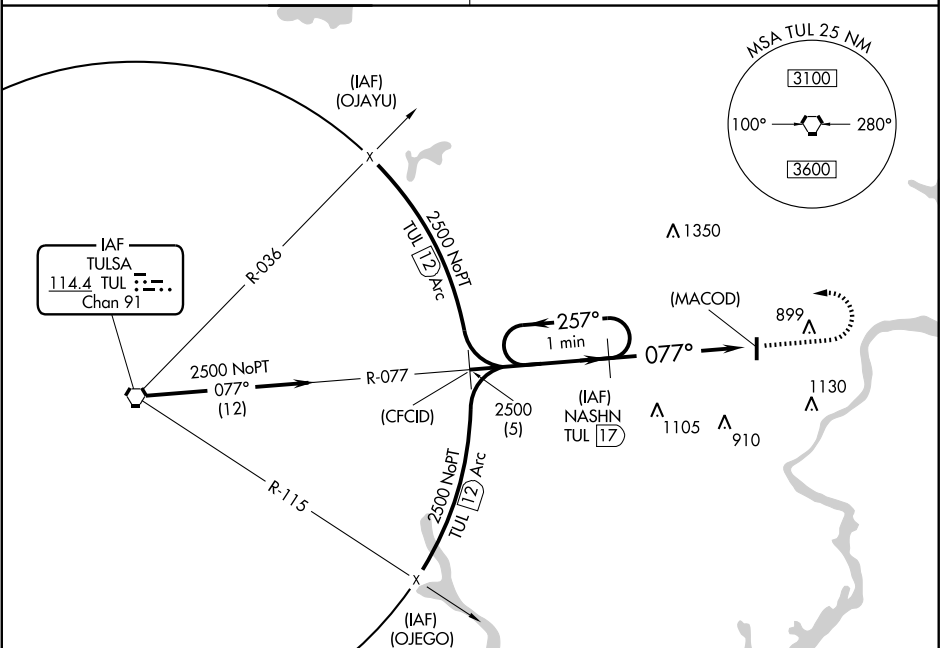 MSA TUL 25 NM
3100
100°
280°
3600
(IAF)
(OJAYU)
X
2500 NoPT
TUL 12 Arc
R-036
1350
IAF
TULSA
114.4 TUL
Chan 91
(MACOD)
899
257°
1 min
077°
2500 NoPT
077°
(12)
R-077
(CFCID)
2500
(5)
(IAF)
NASHN
TUL 17
1105
910
1130
2500 NoPT
TUL 12 Arc
R-115
X
(IAF)
(OJEGO)